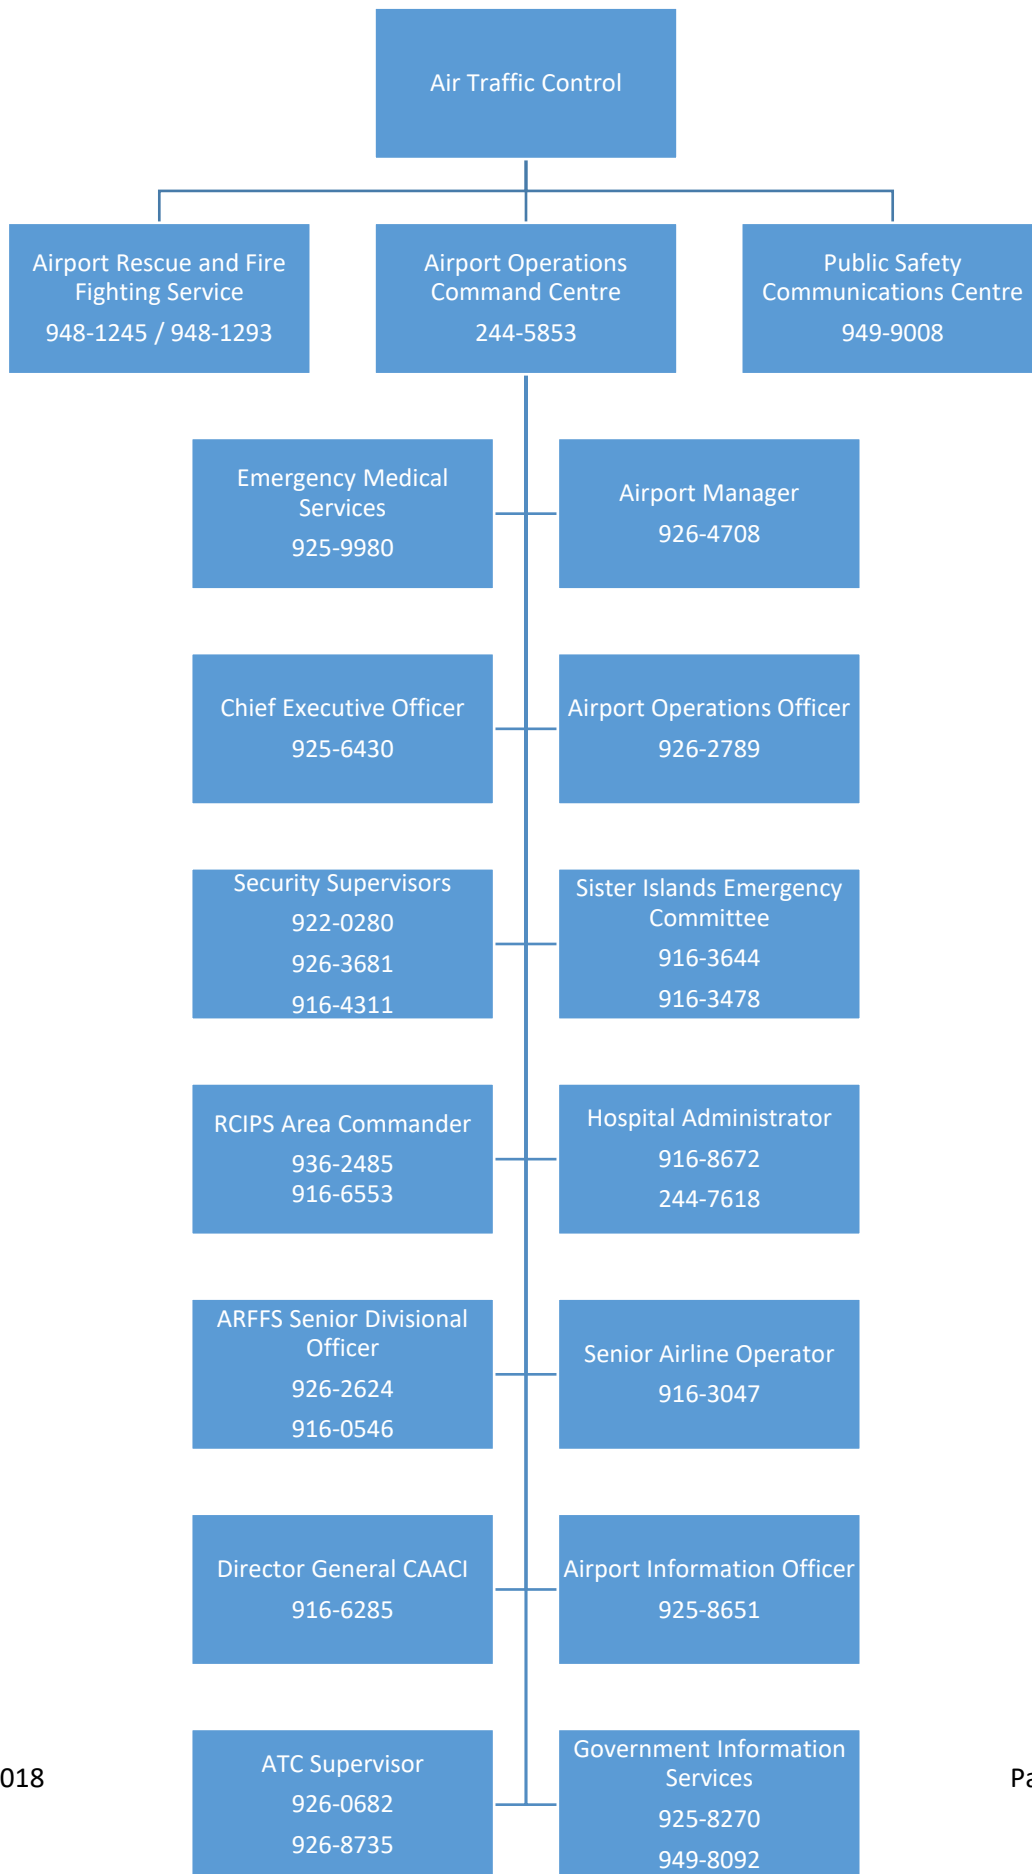 Air Traffic Control
Airport Rescue and Fire
Fighting Service
948-1245 / 948-1293
Airport Operations
Command Centre
244-5853
Public Safety
Communications Centre
949-9008
Emergency Medical
Services
925-9980
Airport Manager
926-4708
Chief Executive Officer
925-6430
Airport Operations Officer
926-2789
Security Supervisors
922-0280
926-3681
916-4311
Sister Islands Emergency
Committee
916-3644
916-3478
RCIPS Area Commander
936-2485
916-6553
Hospital Administrator
916-8672
244-7618
ARFFS Senior Divisional
Officer
926-2624
916-0546
Senior Airline Operator
916-3047
Director General CAACI
916-6285
Airport Information Officer
925-8651
ATC Supervisor
926-0682
926-8735
Government Information
Services
925-8270
949-8092
018
Pa